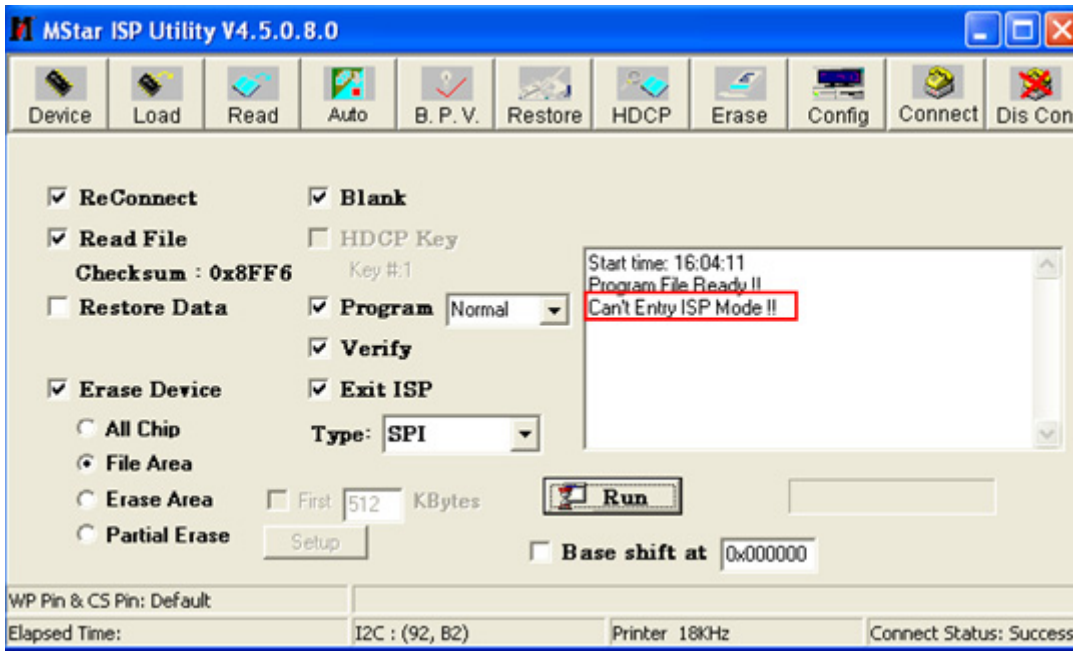 MStar ISP Utility V4.5.0.8.0
Device Load Read Auto B. P. V. Restore HDCP Erase Config Connect Dis Con
ReConnect Blank
Read File HDCP Key
Checksum : 0x8FF6 Key #:1
Restore Data Program Normal
Verify
Erase Device Exit ISP
All Chip Type: SPI
File Area
Erase Area First 512 KBytes
Partial Erase Setup
Start time: 16:04:11
Program File Ready !!
Can't Entry ISP Mode !!
Run
Base shift at 0x000000
WP Pin & CS Pin: Default
Elapsed Time: I2C : (92, B2) Printer 18KHz Connect Status: Success